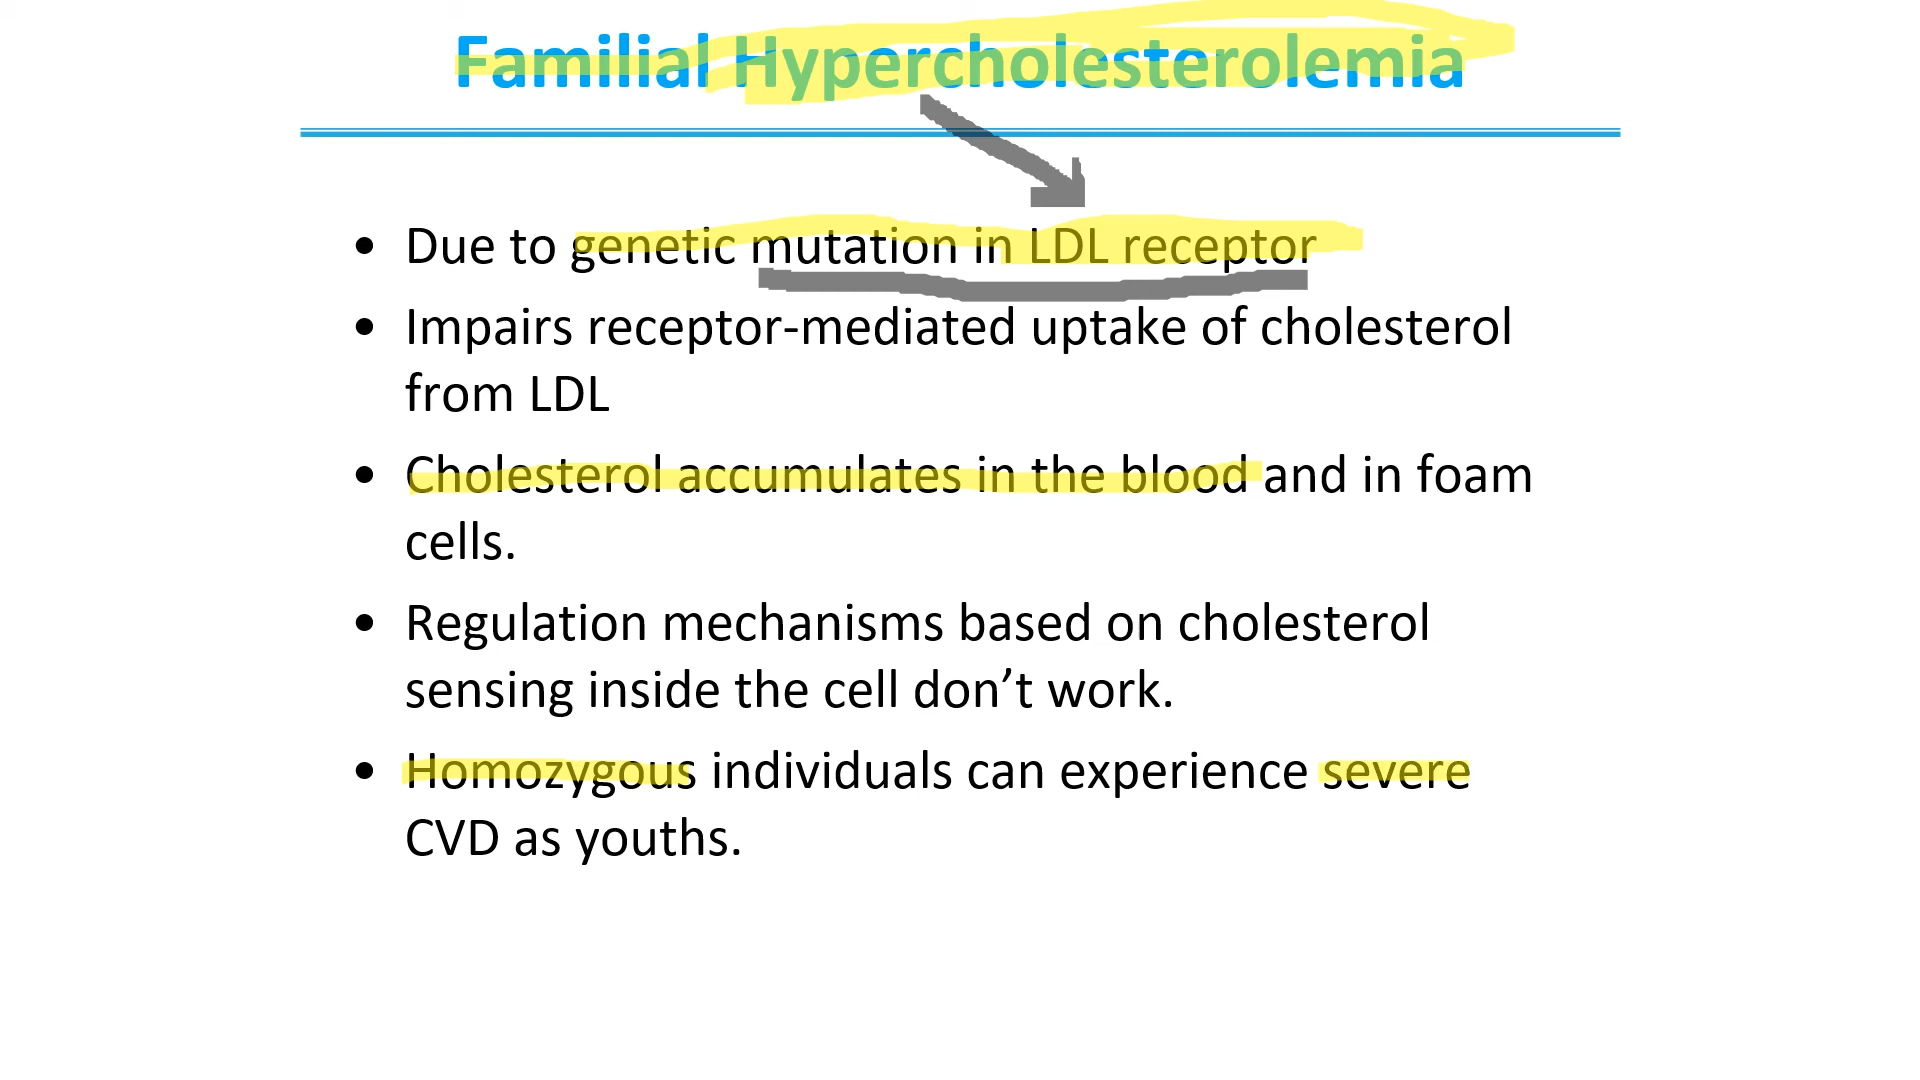 Familial Hypercholesterolemia
• Due to genetic mutation in LDL receptor
• Impairs receptor-mediated uptake of cholesterol
from LDL
• Cholesterol accumulates in the blood and in foam
cells.
• Regulation mechanisms based on cholesterol
sensing inside the cell don’t work.
• Homozygous individuals can experience severe
CVD as youths.